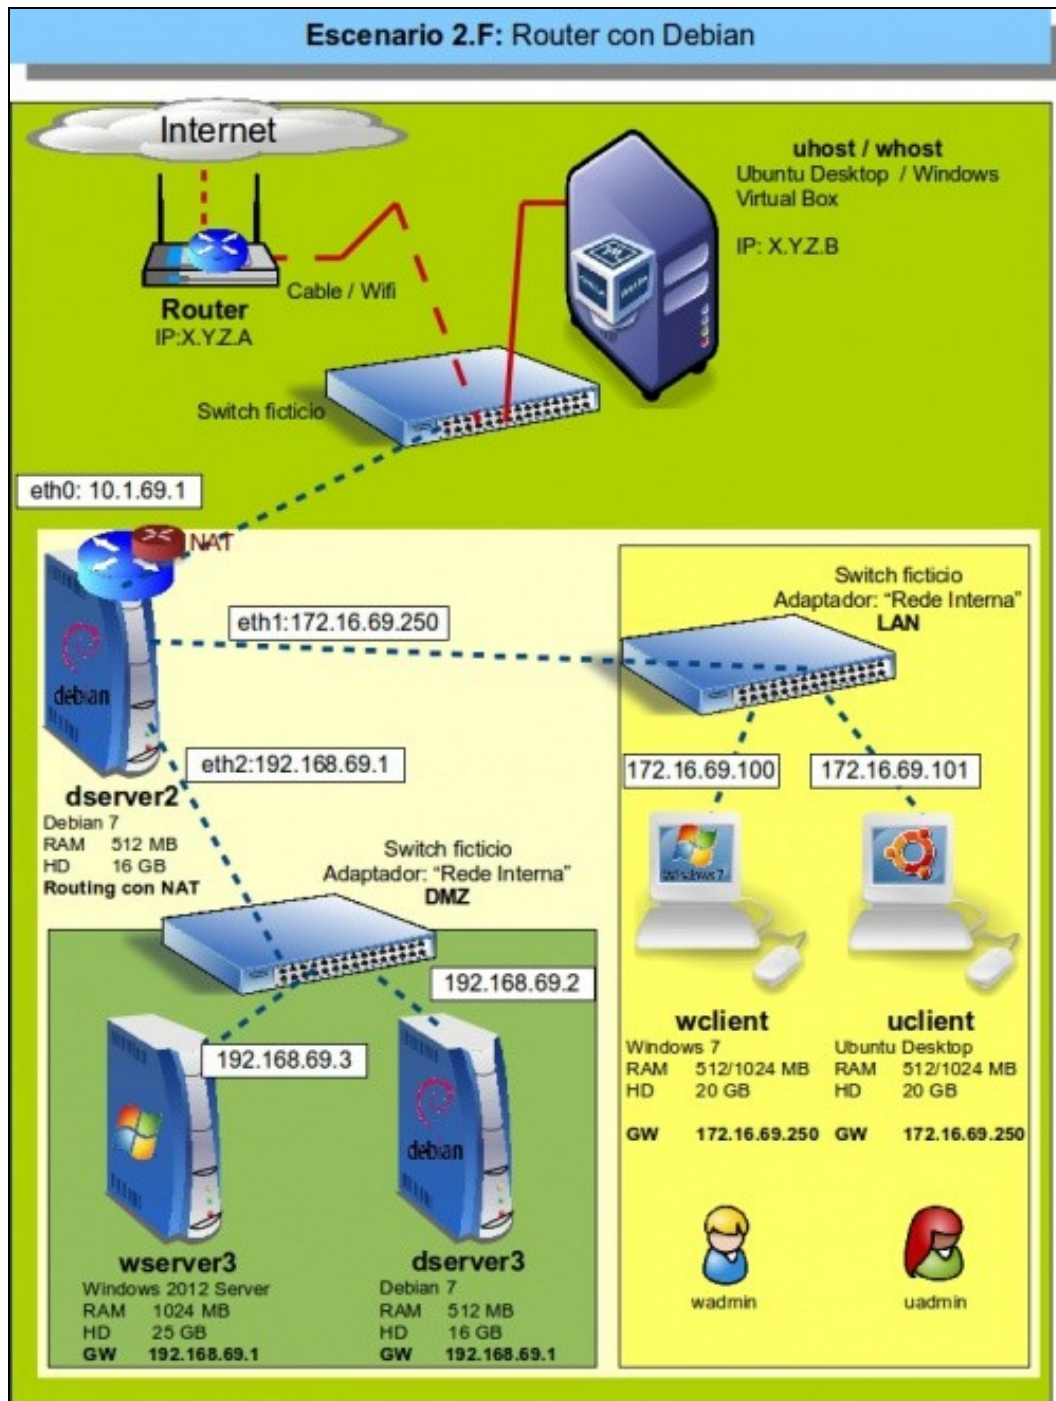 Escenario 2.F: Router con Debian
Internet
uhost / whost
Ubuntu Desktop / Windows
Virtual Box
IP: X.Y.Z.B
Cable / Wifi
Router
IP:X.Y.Z.A
Switch ficticio
eth0: 10.1.69.1
NAT
Switch ficticio
Adaptador: “Rede Interna”
LAN
eth1:172.16.69.250
debian
eth2:192.168.69.1
172.16.69.100
172.16.69.101
dserver2
Debian 7
RAM 512 MB
HD 16 GB
Routing con NAT
Windows7
Switch ficticio
Adaptador: “Rede Interna”
DMZ
192.168.69.2
192.168.69.3
wclient
Windows 7
RAM 512/1024 MB
HD 20 GB
GW 172.16.69.250
uclient
Ubuntu Desktop
RAM 512/1024 MB
HD 20 GB
GW 172.16.69.250
debian
wserver3
Windows 2012 Server
RAM 1024 MB
HD 25 GB
GW 192.168.69.1
dserver3
Debian 7
RAM 512 MB
HD 16 GB
GW 192.168.69.1
wadmin
uadmin